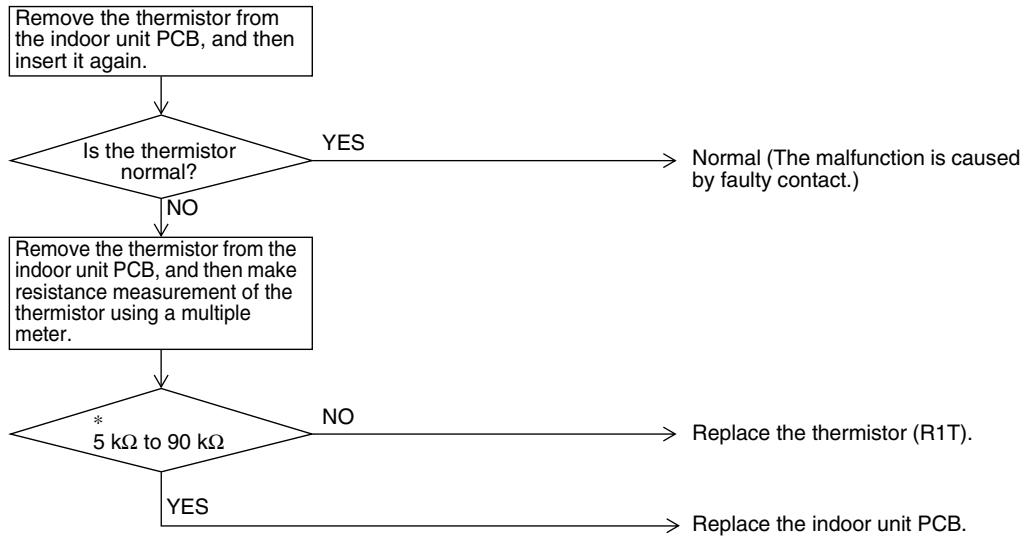 Remove the thermistor from
the indoor unit PCB, and then
insert it again.
Is the thermistor
normal?
YES
Normal (The malfunction is caused
by faulty contact.)
NO
Remove the thermistor from the
indoor unit PCB, and then make
resistance measurement of the
thermistor using a multiple
meter.
*
5 kΩ to 90 kΩ
NO
Replace the thermistor (R1T).
YES
Replace the indoor unit PCB.